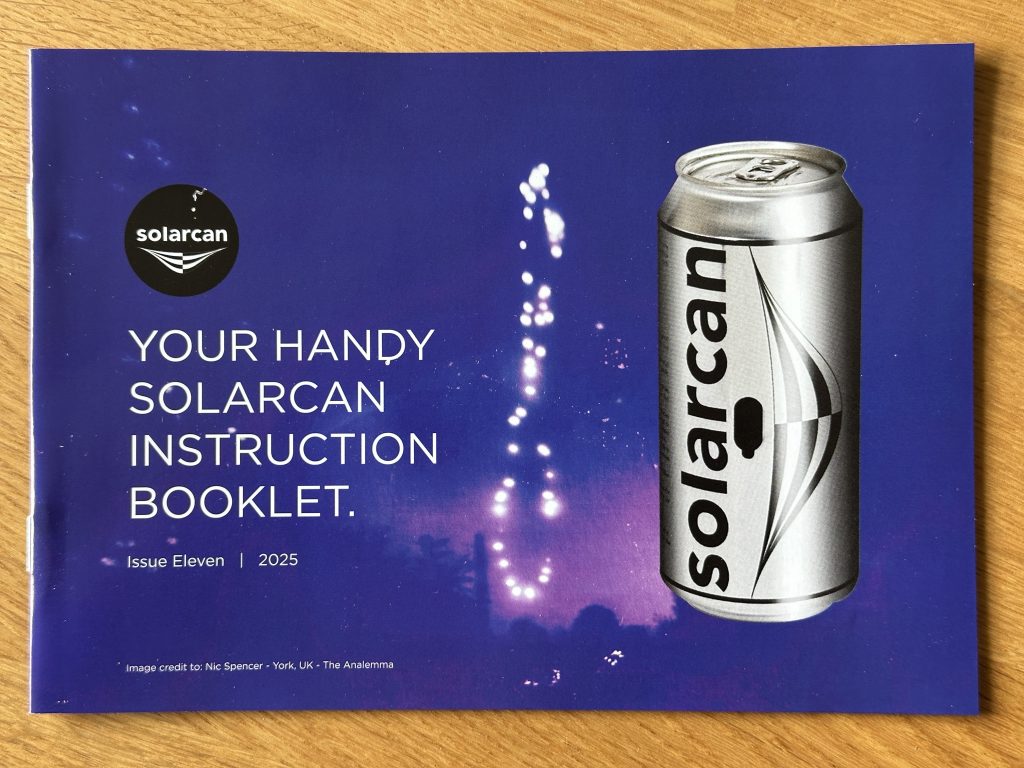 solarcan
YOUR HANDY
SOLARCAN
INSTRUCTION
BOOKLET.
Issue Eleven | 2025
Image credit to: Nic Spencer - York, UK - The Analemma
solarcan